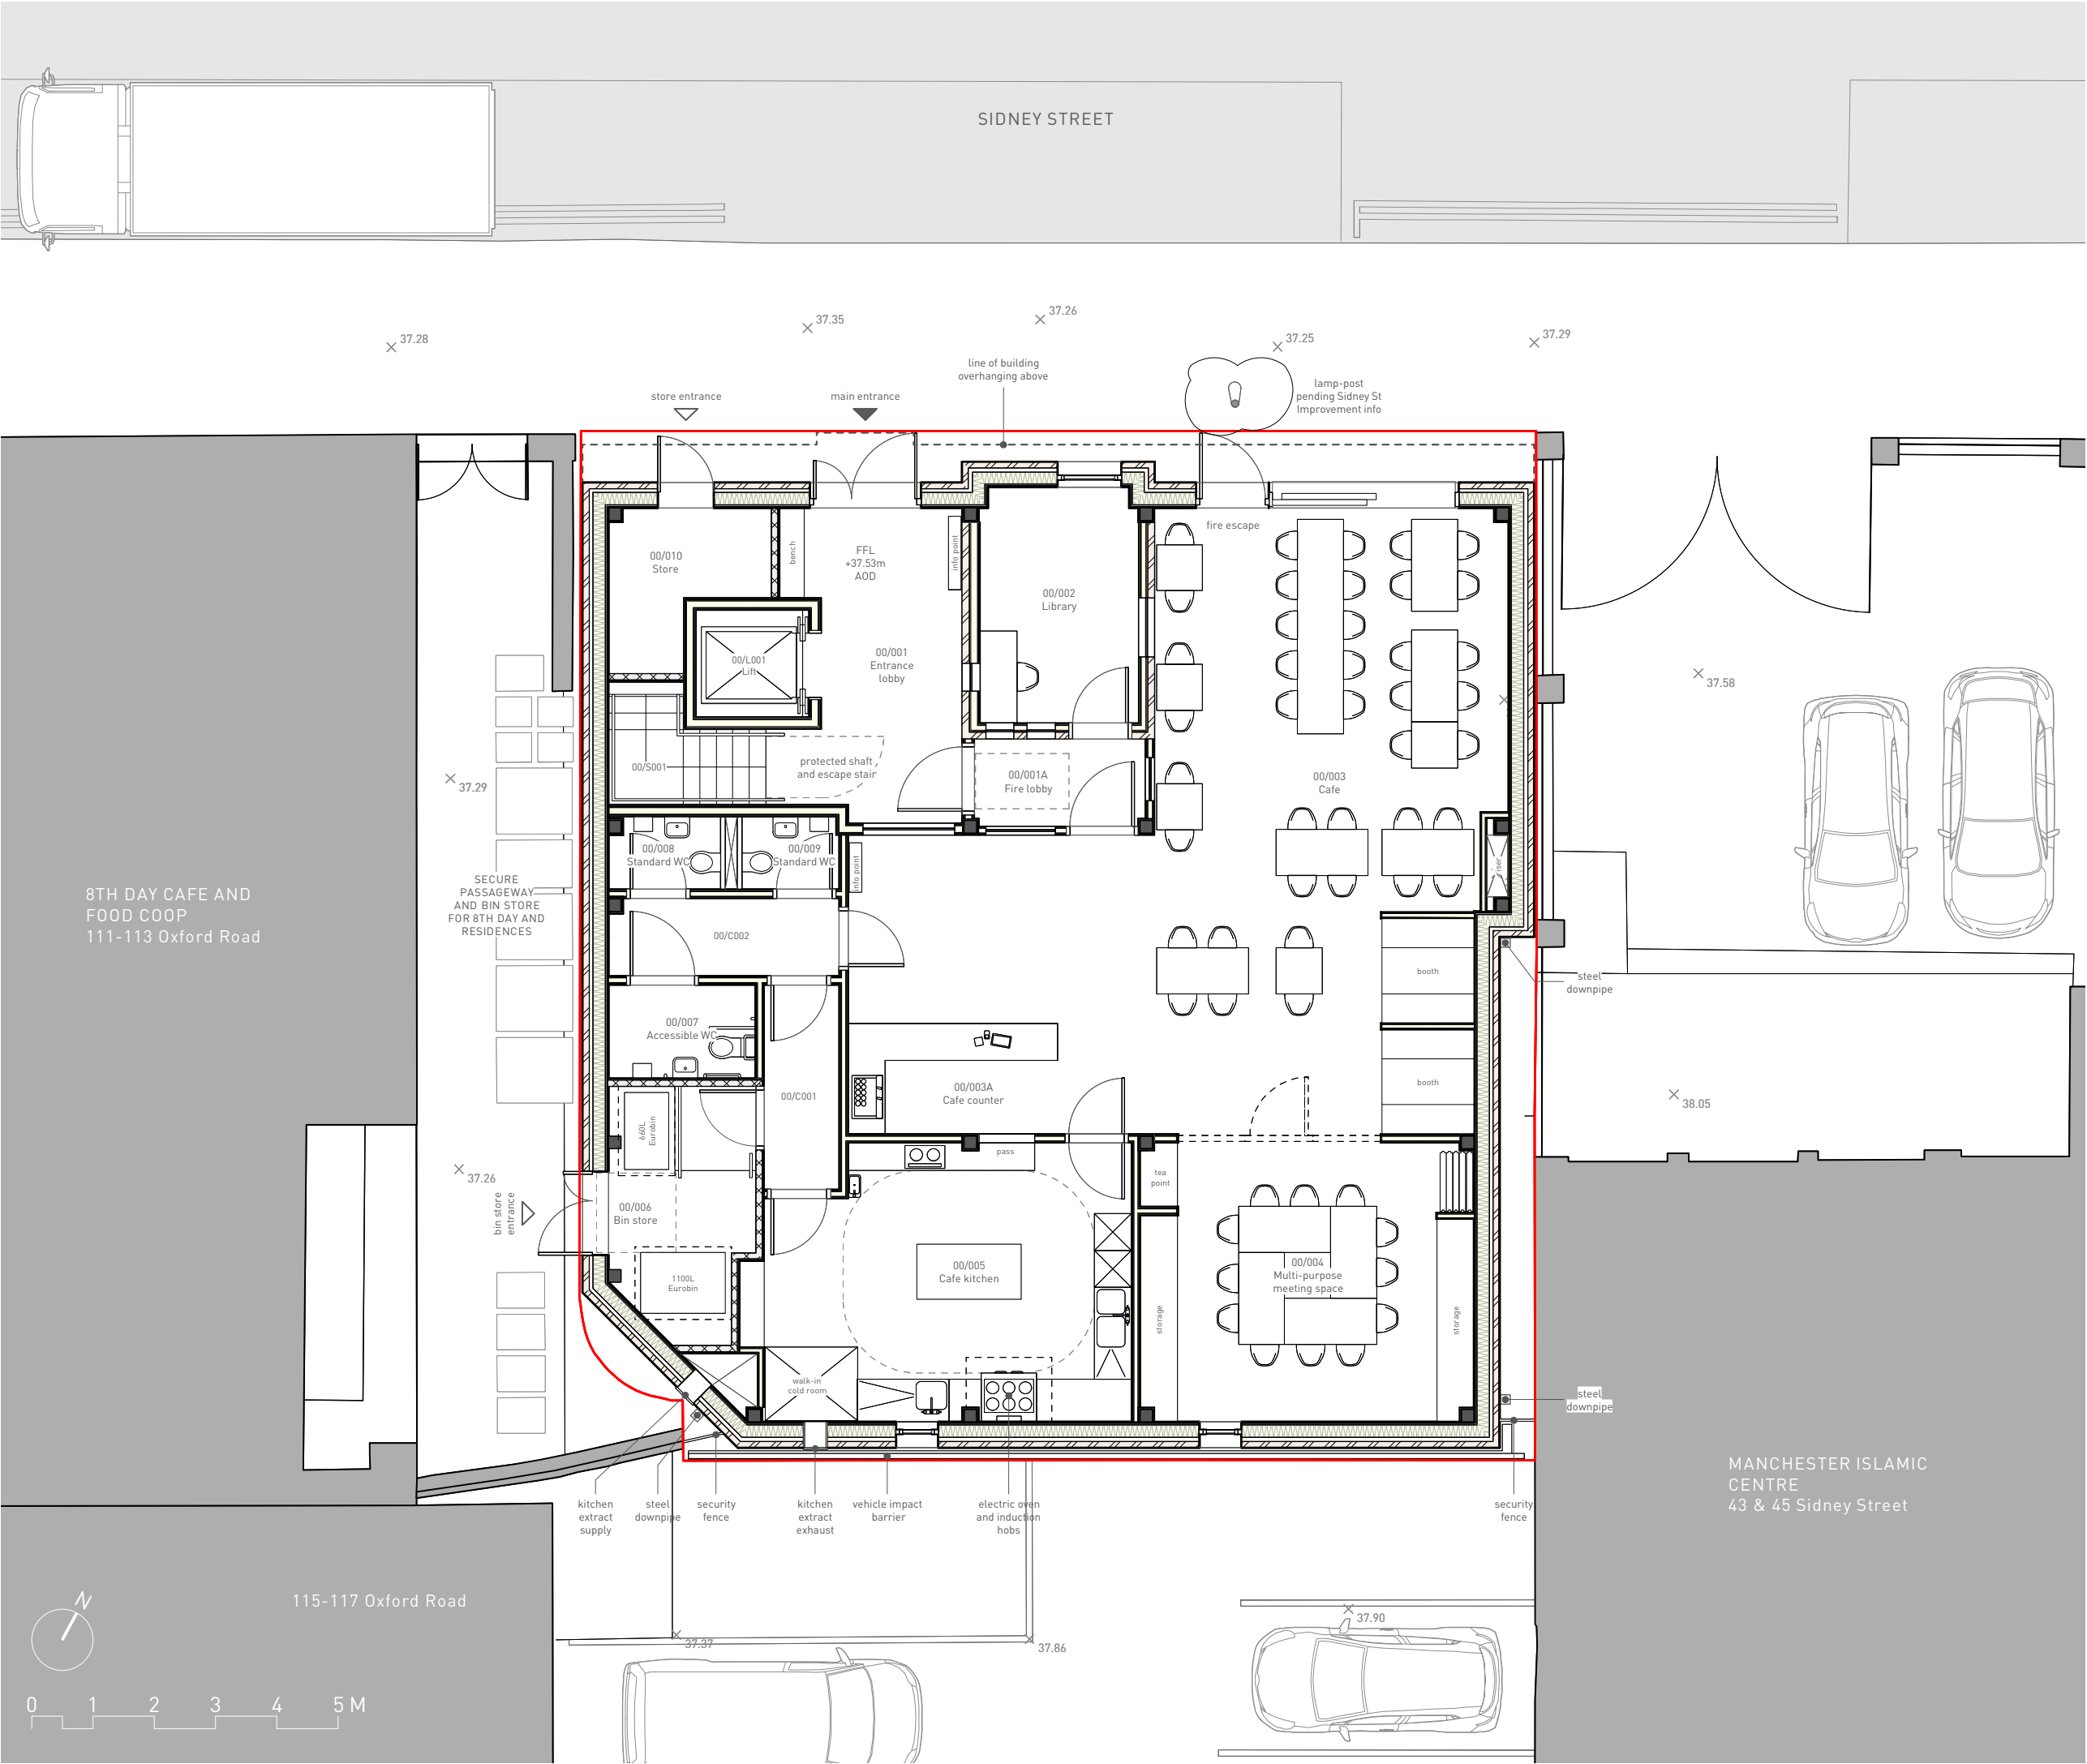 SIDNEY STREET
37.28
37.35
37.26
37.25
37.29
line of building
overhanging above
store entrance
main entrance
lamp-post
pending Sidney St
Improvement info
fire escape
00/010
Store
bench
FFL
+37.53m
AOD
info point
00/002
Library
00/L001
Lift
00/001
Entrance
lobby
37.58
00/S001
protected shaft
and escape stair
00/001A
Fire lobby
00/003
Cafe
37.29
00/008
Standard WC
00/009
Standard WC
info point
riser
8TH DAY CAFE AND
FOOD COOP
111-113 Oxford Road
SECURE
PASSAGEWAY
AND BIN STORE
FOR 8TH DAY AND
RESIDENCES
00/C002
booth
steel
downpipe
00/007
Accessible WC
00/C001
00/003A
Cafe counter
booth
38.05
660L
Eurobin
37.26
bin store
entrance
00/006
Bin store
pass
tea
point
00/005
Cafe kitchen
00/004
Multi-purpose
meeting space
1100L
Eurobin
storage
storage
walk-in
cold room
steel
downpipe
MANCHESTER ISLAMIC
CENTRE
43 & 45 Sidney Street
kitchen
extract
supply
steel
downpipe
security
fence
kitchen
extract
exhaust
vehicle impact
barrier
electric oven
and induction
hobs
security
fence
115-117 Oxford Road
N
37.37
37.86
37.90
0 1 2 3 4 5 M